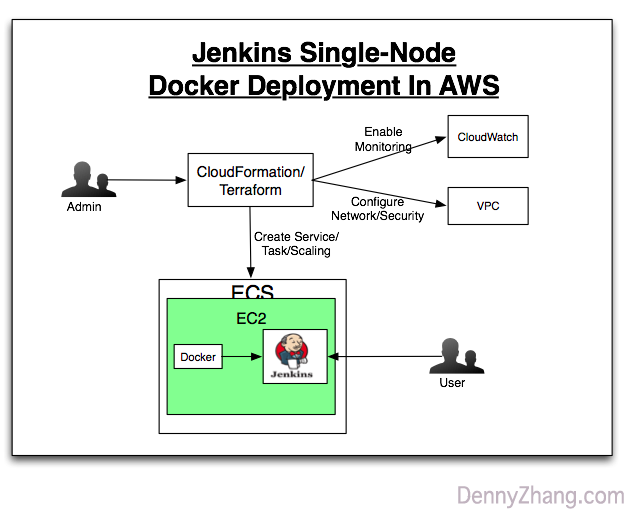 Jenkins Single-Node
Docker Deployment In AWS
Enable
Monitoring
CloudWatch
CloudFormation/
Terraform
Admin
Configure
Network/Security
VPC
Create Service/
Task/Scaling
ECS
EC2
Docker
Jenkins
User
DennyZhang.com